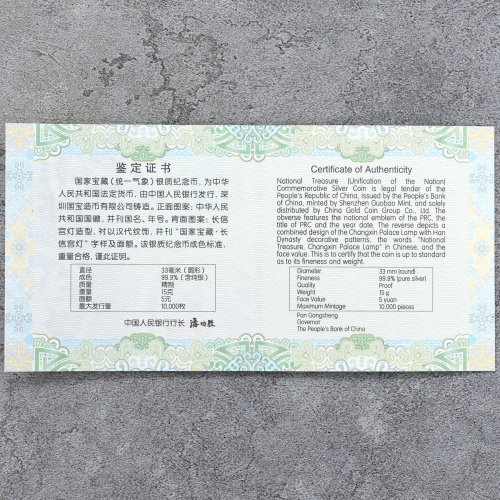 鉴定证书
国家宝藏(统一气象)银质纪念币,为中华
人民共和国法定货币,由中国人民银行发行,深
圳国宝造币有限公司铸造。正面图案:中华人民
共和国国徽,并刊国名、年号。背面图案:长信
宫灯造型,衬以汉代纹饰,并刊“国家宝藏·长
信宫灯”字样及面额。该银质纪念币成色标准,
重量合格,谨此证明。
直径 33毫米(圆形)
成色 99.9%(含纯银)
质量 精制
重量 15克
面额 5元
最大发行量 10,000枚
中国人民银行行长 潘功胜
Certificate of Authenticity
National Treasure (Unification of the Nation)
Commemorative Silver Coin is legal tender of the
People's Republic of China, issued by the People's Bank
of China, minted by Shenzhen Guobao Mint, and solely
distributed by China Gold Coin Group Co., Ltd. The
obverse features the national emblem of the PRC, the
title of PRC and the year date. The reverse depicts a
combined design of the Changxin Palace Lamp with Han
Dynasty decorative patterns, the words "National
Treasure, Changxin Palace Lamp" in Chinese, and the
face value. This is to certify that the coin is up to standard
as to its fineness and weight.
Diameter 33 mm (round)
Fineness 99.9% (pure silver)
Quality Proof
Weight 15 g
Face Value 5 yuan
Maximum Mintage 10,000 pieces
Pan Gongsheng
Governor
The People's Bank of China